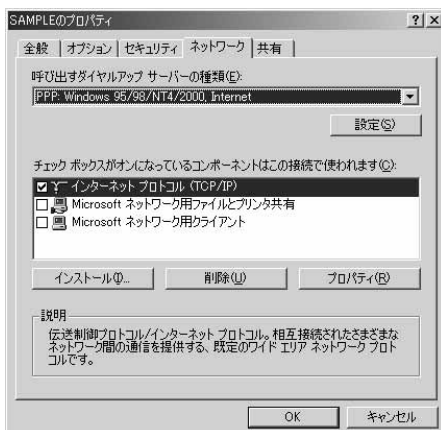 SAMPLEのプロパティ
全般 オプション セキュリティ ネットワーク 共有
呼び出すダイヤルアップ サーバーの種類(E):
PPP: Windows 95/98/NT4/2000, Internet
設定(S)
チェック ボックスがオンになっているコンポーネントはこの接続で使われます(C):
インターネット プロトコル (TCP/IP)
Microsoft ネットワーク用ファイルとプリンタ共有
Microsoft ネットワーク用クライアント
インストール(I)... 削除(U) プロパティ(R)
説明
伝送制御プロトコル/インターネット プロトコル。相互接続されたさまざまな
ネットワーク間の通信を提供する、既定のワイド エリア ネットワーク プロト
コルです。
OK キャンセル